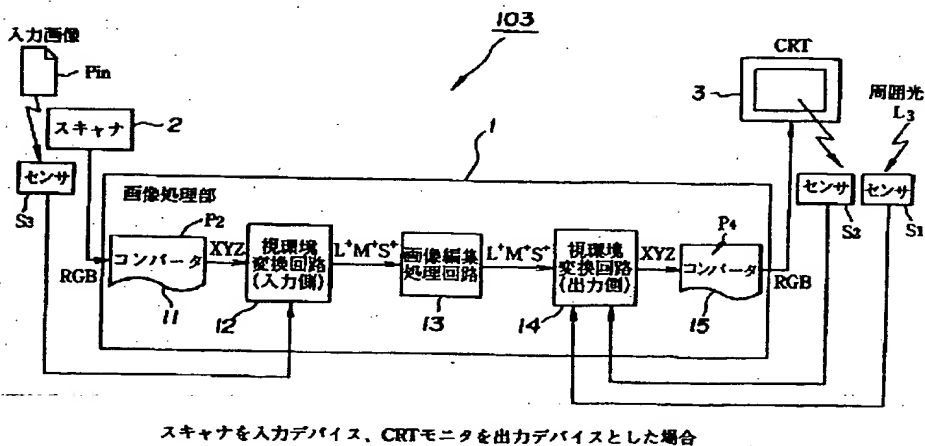 103
入力画像
Pin
スキャナ
2
センサ
S3
CRT
3
周囲光
L3
センサ
S2
センサ
S1
1
画像処理部
P2
コンバータ
11
RGB
XYZ
視環境
変換回路
(入力側)
12
L+M+S+
画像編集
処理回路
13
L+M+S+
視環境
変換回路
(出力側)
14
XYZ
P4
コンバータ
15
RGB
スキャナを入力デバイス、CRTモニタを出力デバイスとした場合